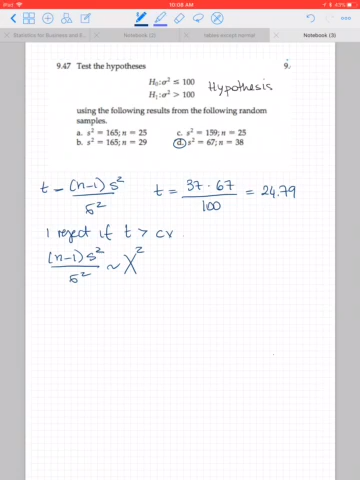 iPad
10:08 AM
Statistics for Business and E...
Notebook (2)
tables except normal
Notebook (3)
9.47 Test the hypotheses
9.
H₀:σ² ≤ 100
H₁:σ² > 100
Hypothesis
using the following results from the following random
samples.
a. s² = 165; n = 25
c. s² = 159; n = 25
b. s² = 165; n = 29
d. s² = 67; n = 38
t - (n-1) s² / σ²
t = 37 · 67 / 100 = 24.79
I reject if t > cv.
(n-1) s² / σ² ~ χ²